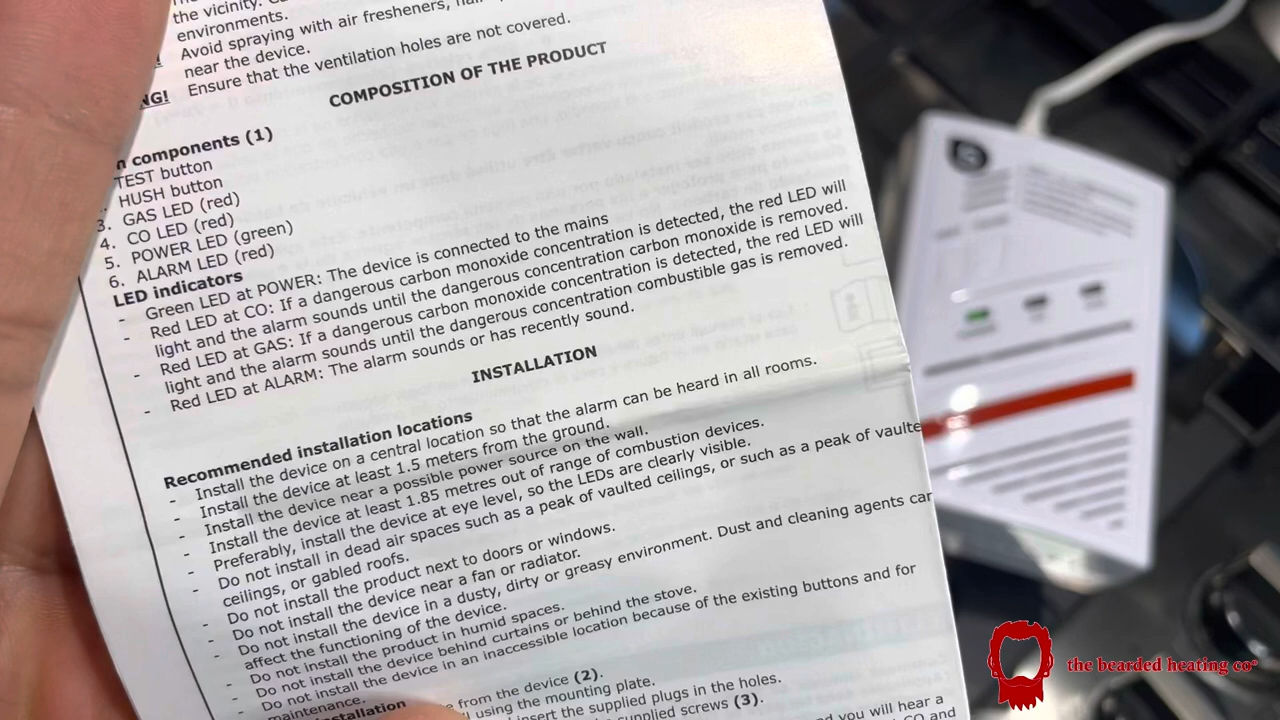 the vicinity.
environments.
Avoid spraying with air fresheners,
near the device.
NG! Ensure that the ventilation holes are not covered.
COMPOSITION OF THE PRODUCT
components (1)
TEST button
HUSH button
3. GAS LED (red)
4. CO LED (red)
5. POWER LED (green)
6. ALARM LED (red)
LED indicators
- Green LED at POWER: The device is connected to the mains
- Red LED at CO: If a dangerous carbon monoxide concentration is detected, the red LED will
light and the alarm sounds until the dangerous concentration carbon monoxide is removed.
- Red LED at GAS: If a dangerous carbon monoxide concentration is detected, the red LED will
light and the alarm sounds until the dangerous concentration combustible gas is removed.
- Red LED at ALARM: The alarm sounds or has recently sound.
INSTALLATION
Recommended installation locations
- Install the device on a central location so that the alarm can be heard in all rooms.
- Install the device at least 1.5 meters from the ground.
- Install the device near a possible power source on the wall.
- Install the device at least 1.85 metres out of range of combustion devices.
- Preferably, install the device at eye level, so the LEDs are clearly visible.
- Do not install in dead air spaces such as a peak of vaulted ceilings, or such as a peak of vaulte
ceilings, or gabled roofs.
- Do not install the product next to doors or windows.
- Do not install the device near a fan or radiator.
- Do not install the device in a dusty, dirty or greasy environment. Dust and cleaning agents can
affect the functioning of the device.
- Do not install the product in humid spaces.
- Do not install the device behind curtains or behind the stove.
- Do not install the device in an inaccessible location because of the existing buttons and for
maintenance.
installation
from the device (2).
using the mounting plate.
insert the supplied plugs in the holes.
supplied screws (3).
you will hear a
CO and
the bearded heating co